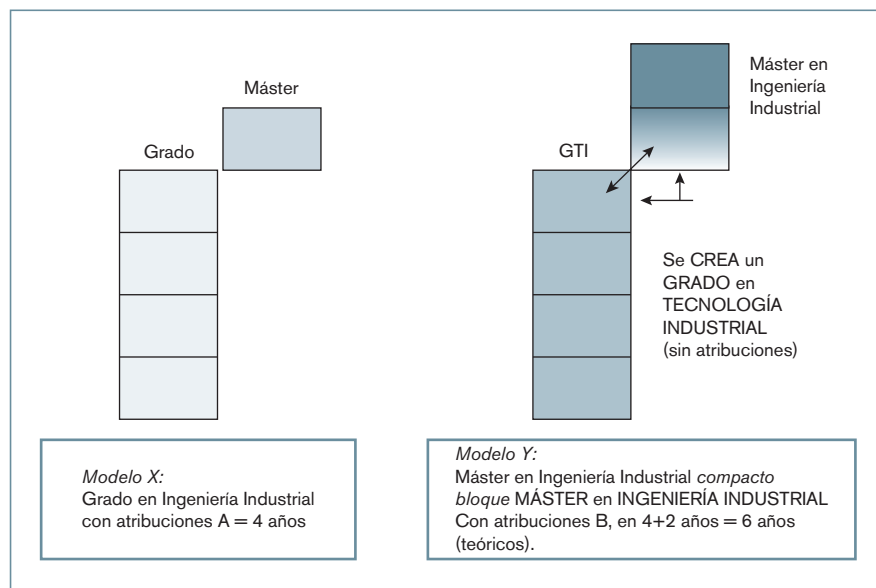 Máster
Grado
Máster en
Ingeniería
Industrial
GTI
Se CREA un
GRADO en
TECNOLOGÍA
INDUSTRIAL
(sin atribuciones)
Modelo X:
Grado en Ingeniería Industrial
con atribuciones A = 4 años
Modelo Y:
Máster en Ingeniería Industrial compacto
bloque MÁSTER en INGENIERÍA INDUSTRIAL
Con atribuciones B, en 4+2 años = 6 años
(teóricos).